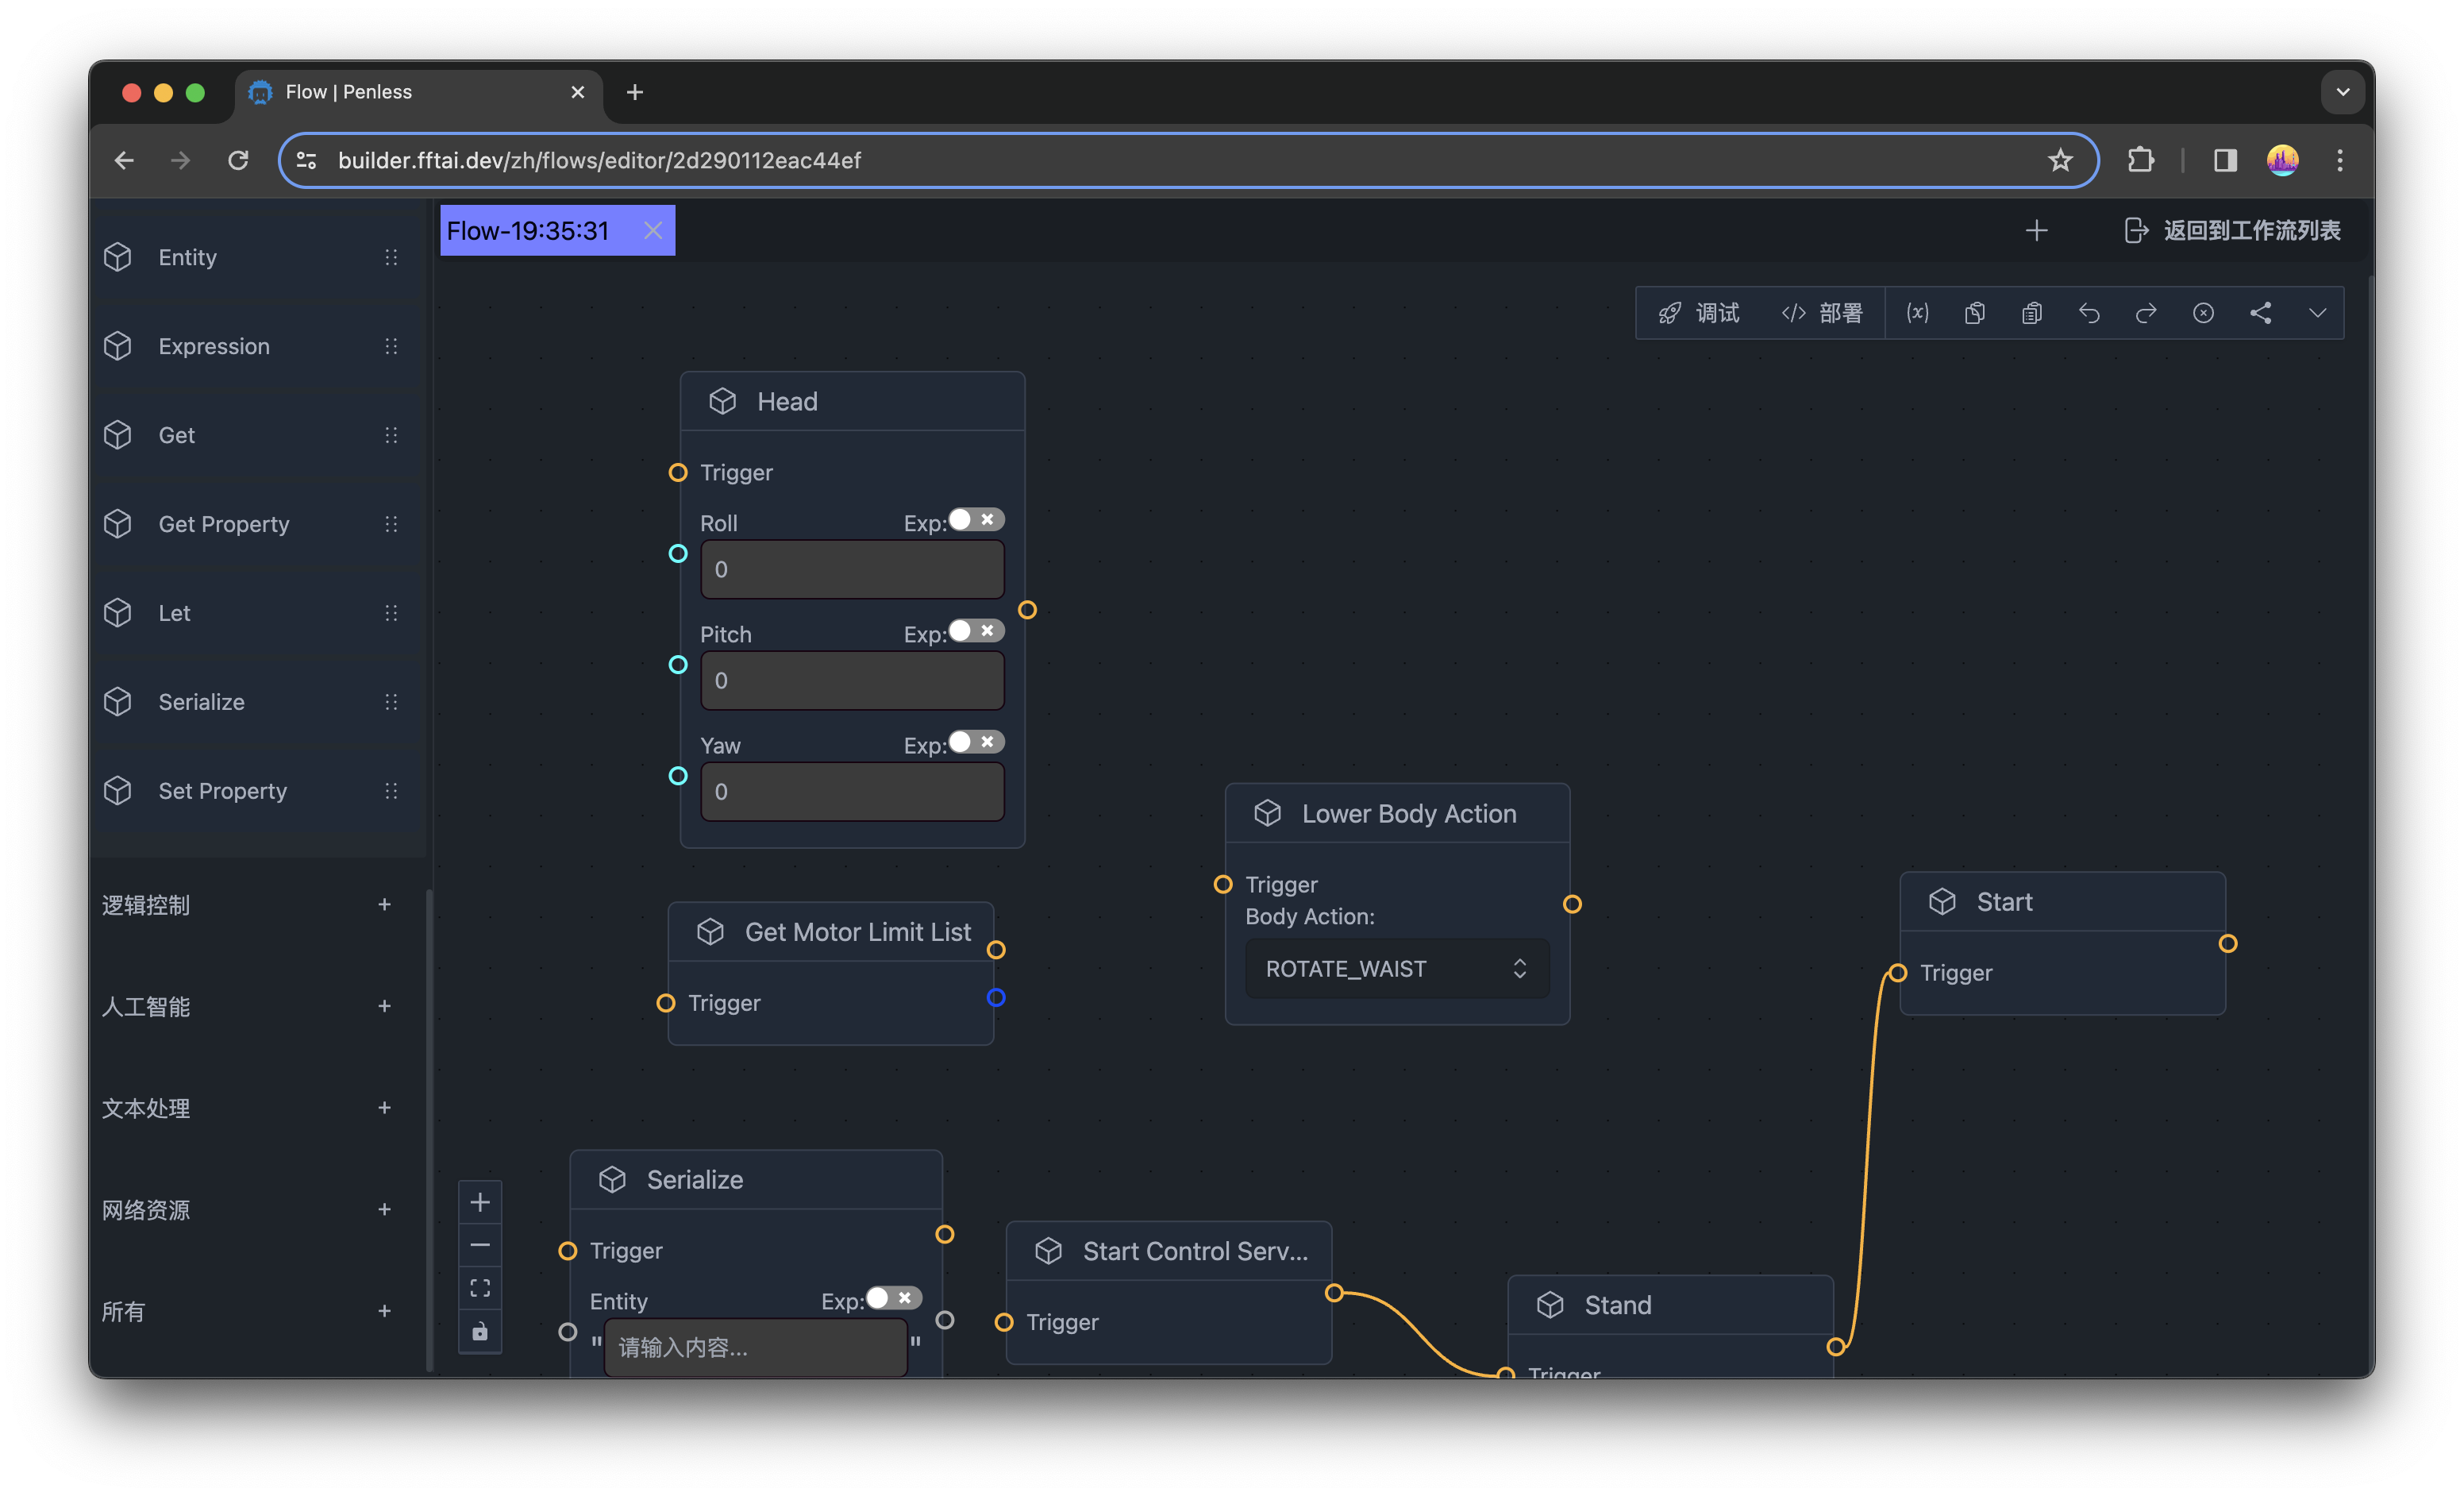 Flow | Penless
builder.fftai.dev/zh/flows/editor/2d290112eac44ef
Entity
Expression
Get
Get Property
Let
Serialize
Set Property
逻辑控制
人工智能
文本处理
网络资源
所有
Flow-19:35:31
返回到工作流列表
调试
</> 部署
(x)
Head
Trigger
Roll Exp:
0
Pitch Exp:
0
Yaw Exp:
0
Get Motor Limit List
Trigger
Lower Body Action
Trigger
Body Action:
ROTATE_WAIST
Start
Trigger
Serialize
Trigger
Entity Exp:
" 请输入内容... "
Start Control Serv...
Trigger
Stand
Trigger